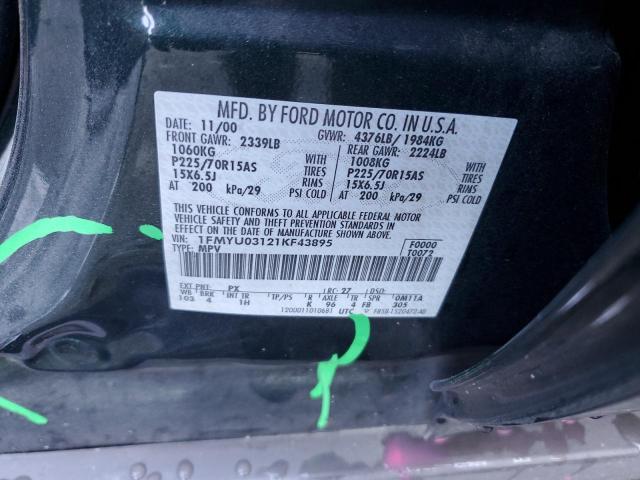 MFD. BY FORD MOTOR CO. IN U.S.A.
DATE: 11/00 GVWR: 4376LB/ 1984KG
FRONT GAWR: 2339LB REAR GAWR: 2224LB
1060KG WITH 1008KG WITH
P225/70R15AS TIRES P225/70R15AS TIRES
15X6.5J RIMS 15X6.5J RIMS
AT 200 kPa/29 PSI COLD AT 200 kPa/29 PSI COLD
THIS VEHICLE CONFORMS TO ALL APPLICABLE FEDERAL MOTOR
VEHICLE SAFETY AND THEFT PREVENTION STANDARDS IN EFFECT
ON THE DATE OF MANUFACTURE SHOWN ABOVE.
VIN: 1FMYU03121KF43895 F0000
TYPE: MPV T0072
EXT PNT: PX RC: 27 DSO:
WB BRK INT TR TP/PS R AXLE TR SPR 0M11A
103 4 1H K 96 4 FB 305
UTC